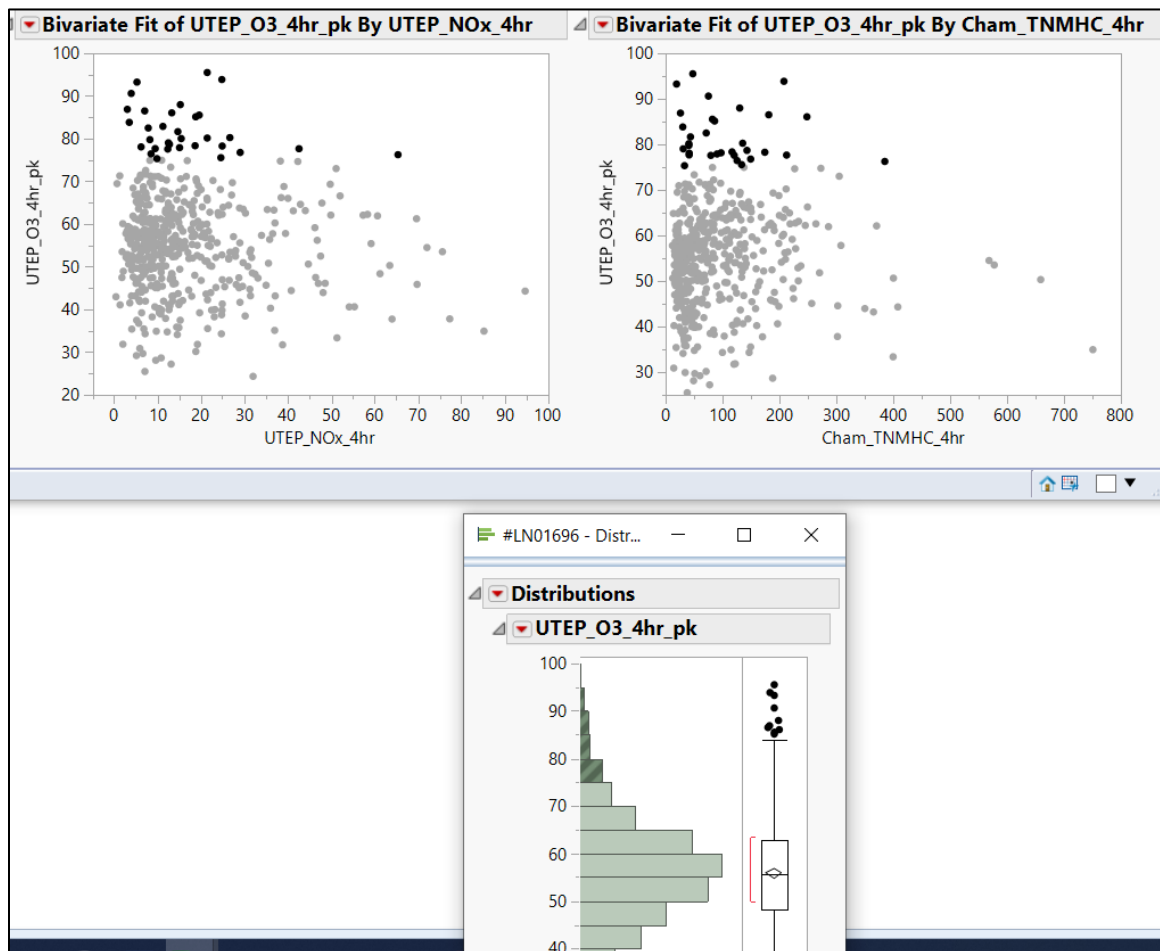 Bivariate Fit of UTEP_O3_4hr_pk By UTEP_NOx_4hr
100
90
80
70
60
50
40
30
20
UTEP_O3_4hr_pk
0 10 20 30 40 50 60 70 80 90 100
UTEP_NOx_4hr
Bivariate Fit of UTEP_O3_4hr_pk By Cham_TNMHC_4hr
100
90
80
70
60
50
40
30
UTEP_O3_4hr_pk
0 100 200 300 400 500 600 700 800
Cham_TNMHC_4hr
#LN01696 - Distr...
Distributions
UTEP_O3_4hr_pk
100
90
80
70
60
50
40